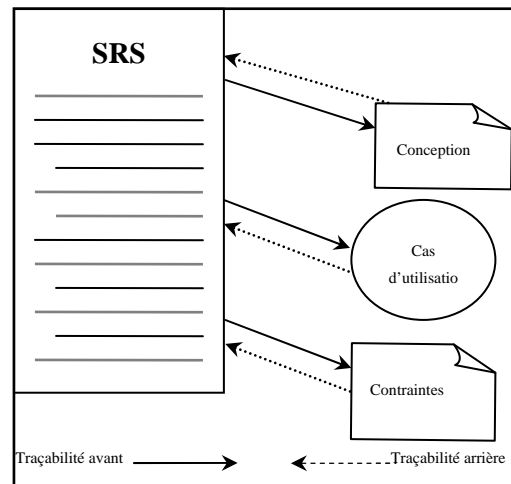 SRS
Conception
Cas
d'utilisatio
Contraintes
Traçabilité avant
Traçabilité arrière